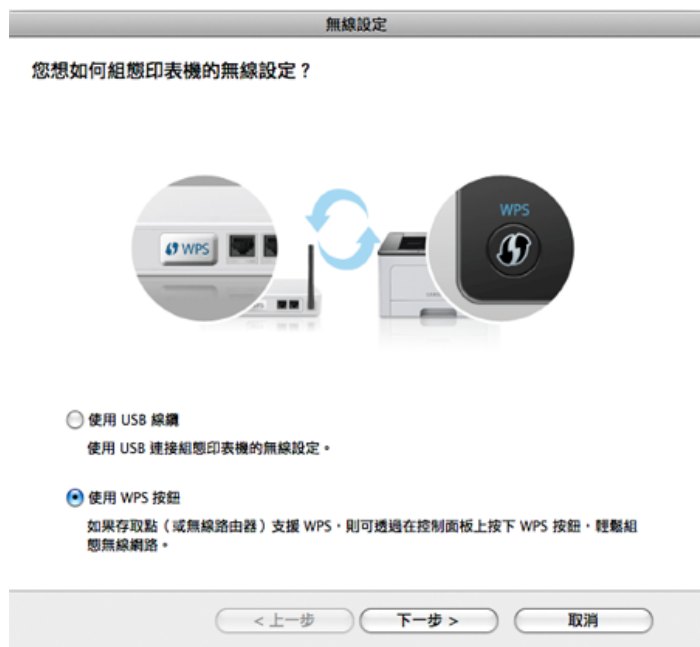 無線設定
您想如何組態印表機的無線設定？
WPS
WPS
使用 USB 線纜
使用 USB 連接組態印表機的無線設定。
使用 WPS 按鈕
如果存取點（或無線路由器）支援 WPS，則可透過在控制面板上按下 WPS 按鈕，輕鬆組
態無線網路。
< 上一步
下一步 >
取消